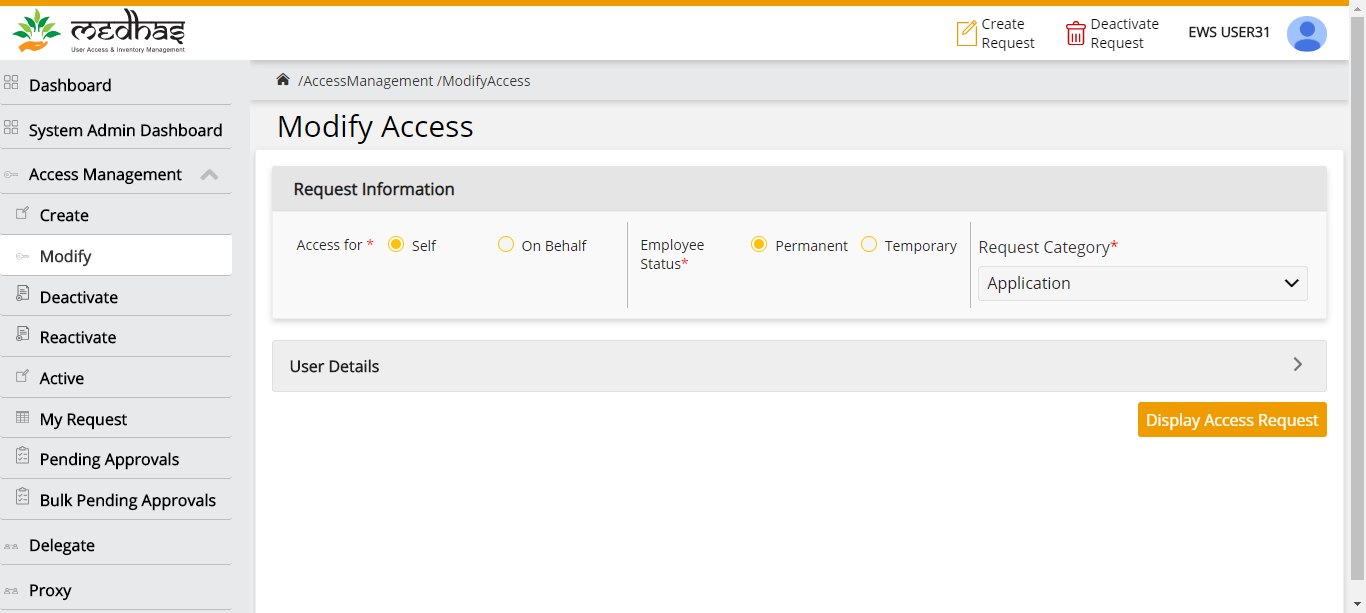 medhas
User Access & Inventory Management
Create
Request
Deactivate
Request
EWS USER31
Dashboard
System Admin Dashboard
Access Management
Create
Modify
Deactivate
Reactivate
Active
My Request
Pending Approvals
Bulk Pending Approvals
Delegate
Proxy
/AccessManagement /ModifyAccess
Modify Access
Request Information
Access for * Self On Behalf
Employee
Status* Permanent Temporary
Request Category*
Application
User Details
Display Access Request